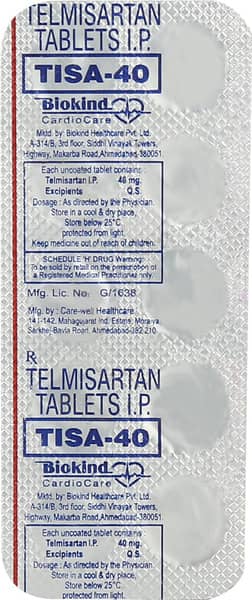 TELMISARTAN
TABLETS I.P.
TISA-40
Biokind
CardioCare
Mktd. by: Biokind Healthcare Pvt. Ltd.
A-314/B, 3rd floor, Siddhi Vinayak Towers,
Highway, Makarba Road, Ahmedabad-380051
Each uncoated tablet contains:
Telmisartan I.P. 40 mg.
Excipients Q.S.
Dosage : As directed by the Physician.
Store in a cool & dry place,
Store below 25°C.
protected from light.
Keep medicine out of reach of children.
SCHEDULE 'H' DRUG Warning:
To be sold by retail on the prescription of
a Registered Medical Practitioner only.
Mfg. Lic. No: G/1638
Mfg. by : Care-well Healthcare
141-142, Mahagujarat Ind. Estate, Moraiya,
Sarkhej-Bavla Road, Ahmedabad-382 210
Rx
TELMISARTAN
TABLETS I.P.
TISA-40
Biokind
CardioCare
Mktd. by: Biokind Healthcare Pvt. Ltd.
A-314/B, 3rd floor, Siddhi Vinayak Towers,
Highway, Makarba Road, Ahmedabad-380051
Each uncoated tablet contains:
Telmisartan I.P. 40 mg.
Excipients Q.S.
Dosage : As directed by the Physician.
Store in a cool & dry place,
Store below 25°C.
protected from light.